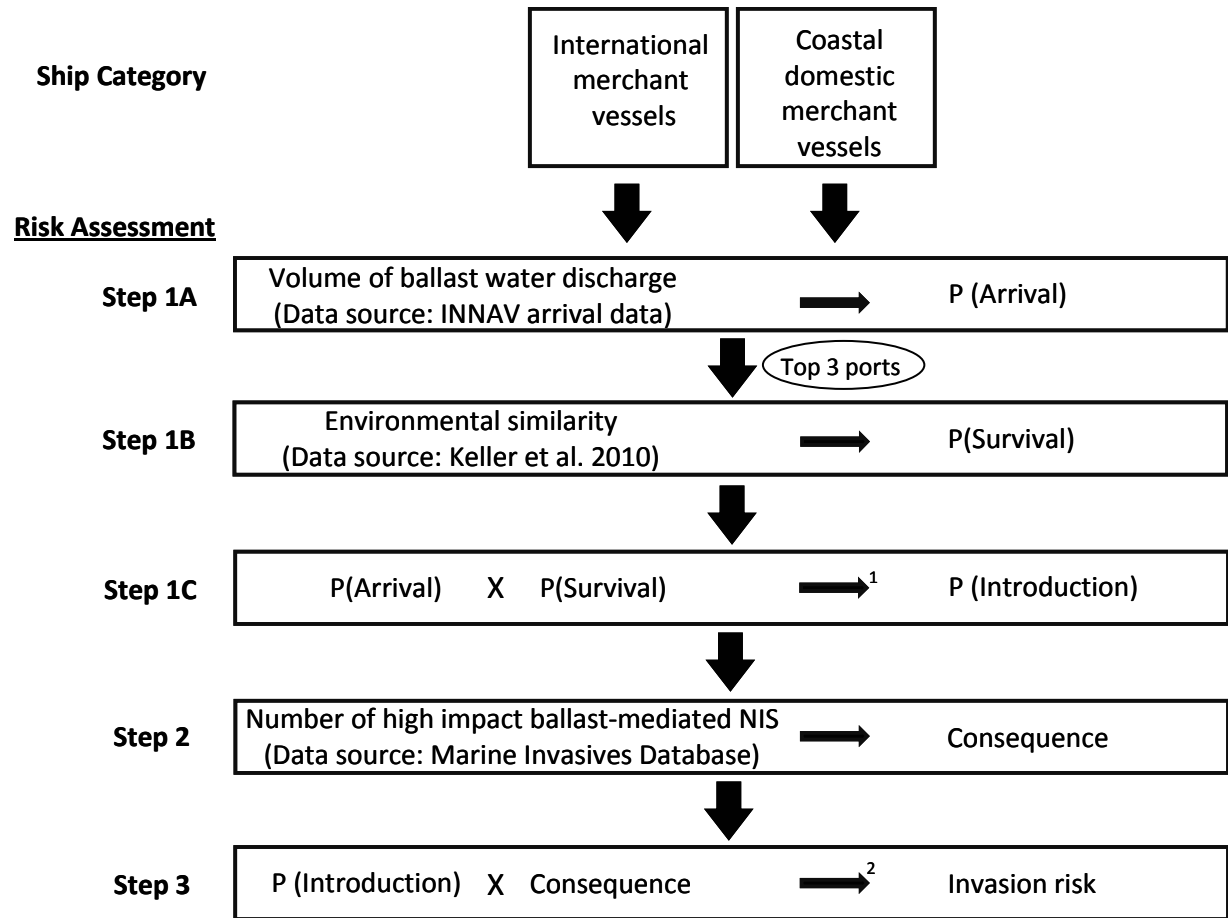 Ship Category
International
merchant
vessels
Coastal
domestic
merchant
vessels
Risk Assessment
Step 1A
Volume of ballast water discharge
(Data source: INNAV arrival data)
P (Arrival)
Top 3 ports
Step 1B
Environmental similarity
(Data source: Keller et al. 2010)
P(Survival)
Step 1C
P(Arrival) X P(Survival)
1
P (Introduction)
Step 2
Number of high impact ballast-mediated NIS
(Data source: Marine Invasives Database)
Consequence
Step 3
P (Introduction) X Consequence
2
Invasion risk